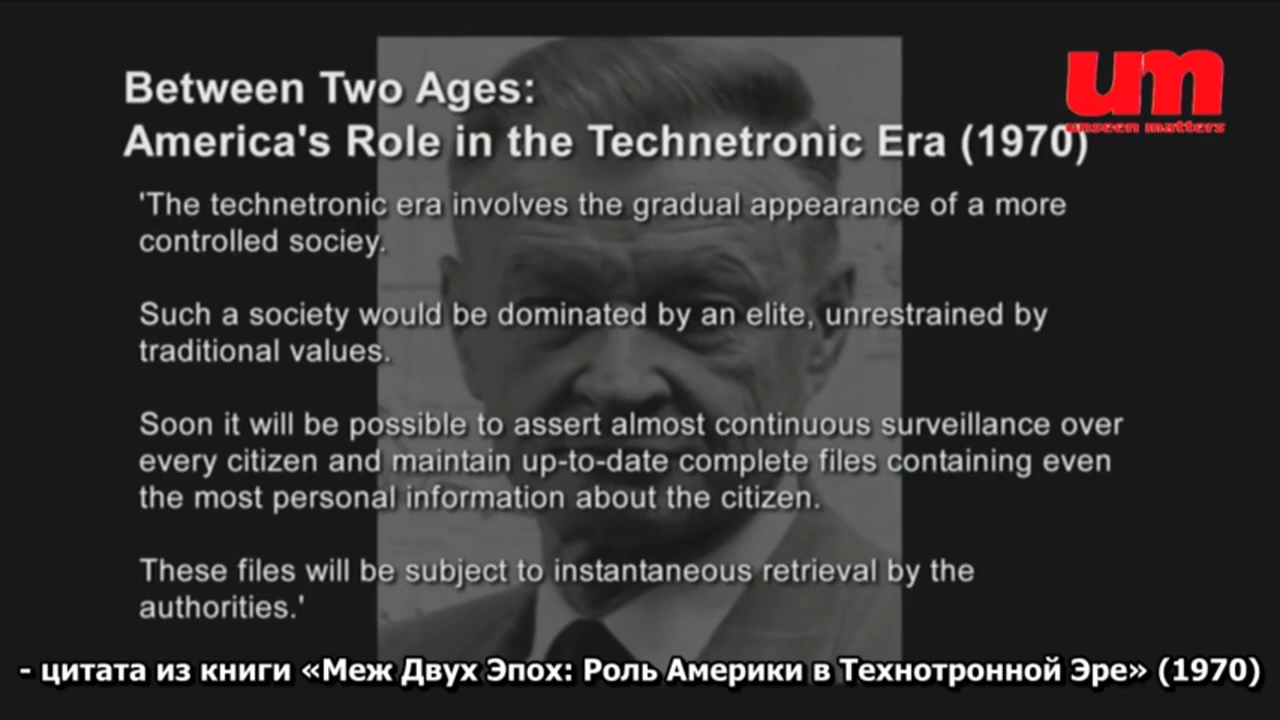 Between Two Ages:
America's Role in the Technetronic Era (1970)
um
unseen matters
'The technetronic era involves the gradual appearance of a more
controlled sociey.
Such a society would be dominated by an elite, unrestrained by
traditional values.
Soon it will be possible to assert almost continuous surveillance over
every citizen and maintain up-to-date complete files containing even
the most personal information about the citizen.
These files will be subject to instantaneous retrieval by the
authorities.'
- цитата из книги «Меж Двух Эпох: Роль Америки в Технотронной Эре» (1970)